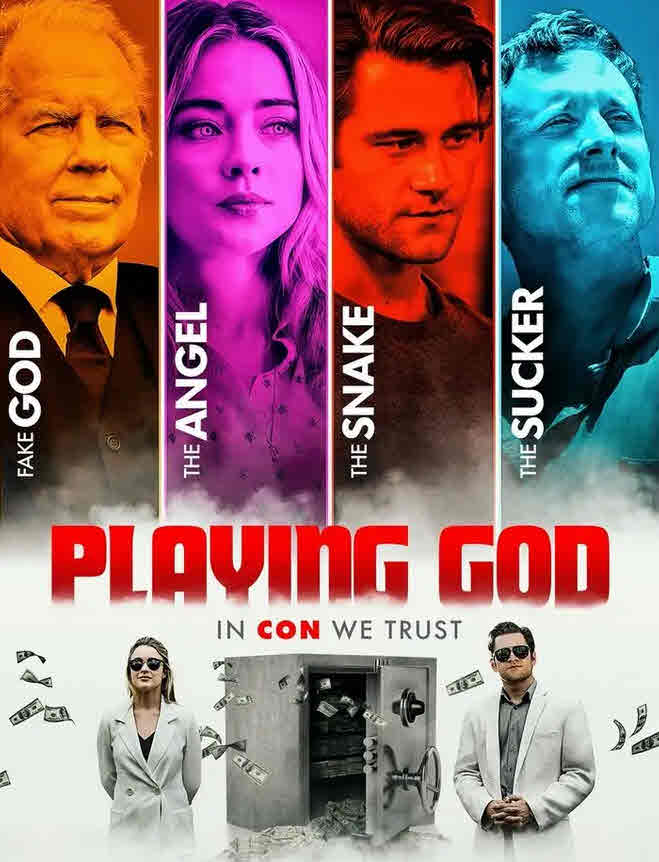 FAKE GOD
THE ANGEL
THE SNAKE
THE SUCKER
PLAYING GOD
IN CON WE TRUST